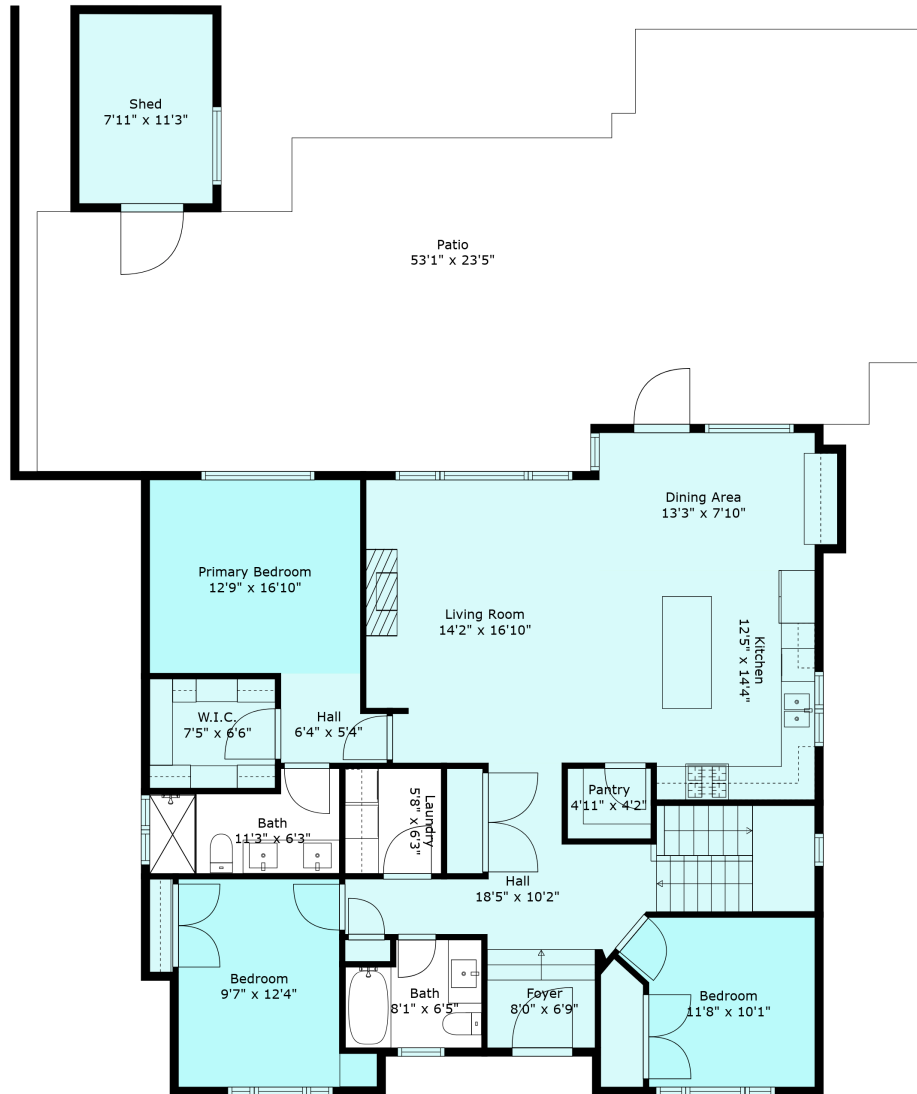 Shed
7'11" x 11'3"
Patio
53'1" x 23'5"
Dining Area
13'3" x 7'10"
Primary Bedroom
12'9" x 16'10"
Living Room
14'2" x 16'10"
Kitchen
12'5" x 14'4"
W.I.C.
7'5" x 6'6"
Hall
6'4" x 5'4"
Pantry
4'11" x 4'2"
Laundry
5'8" x 6'3"
Bath
11'3" x 6'3"
Hall
18'5" x 10'2"
Bedroom
9'7" x 12'4"
Bath
8'1" x 6'5"
Foyer
8'0" x 6'9"
Bedroom
11'8" x 10'1"